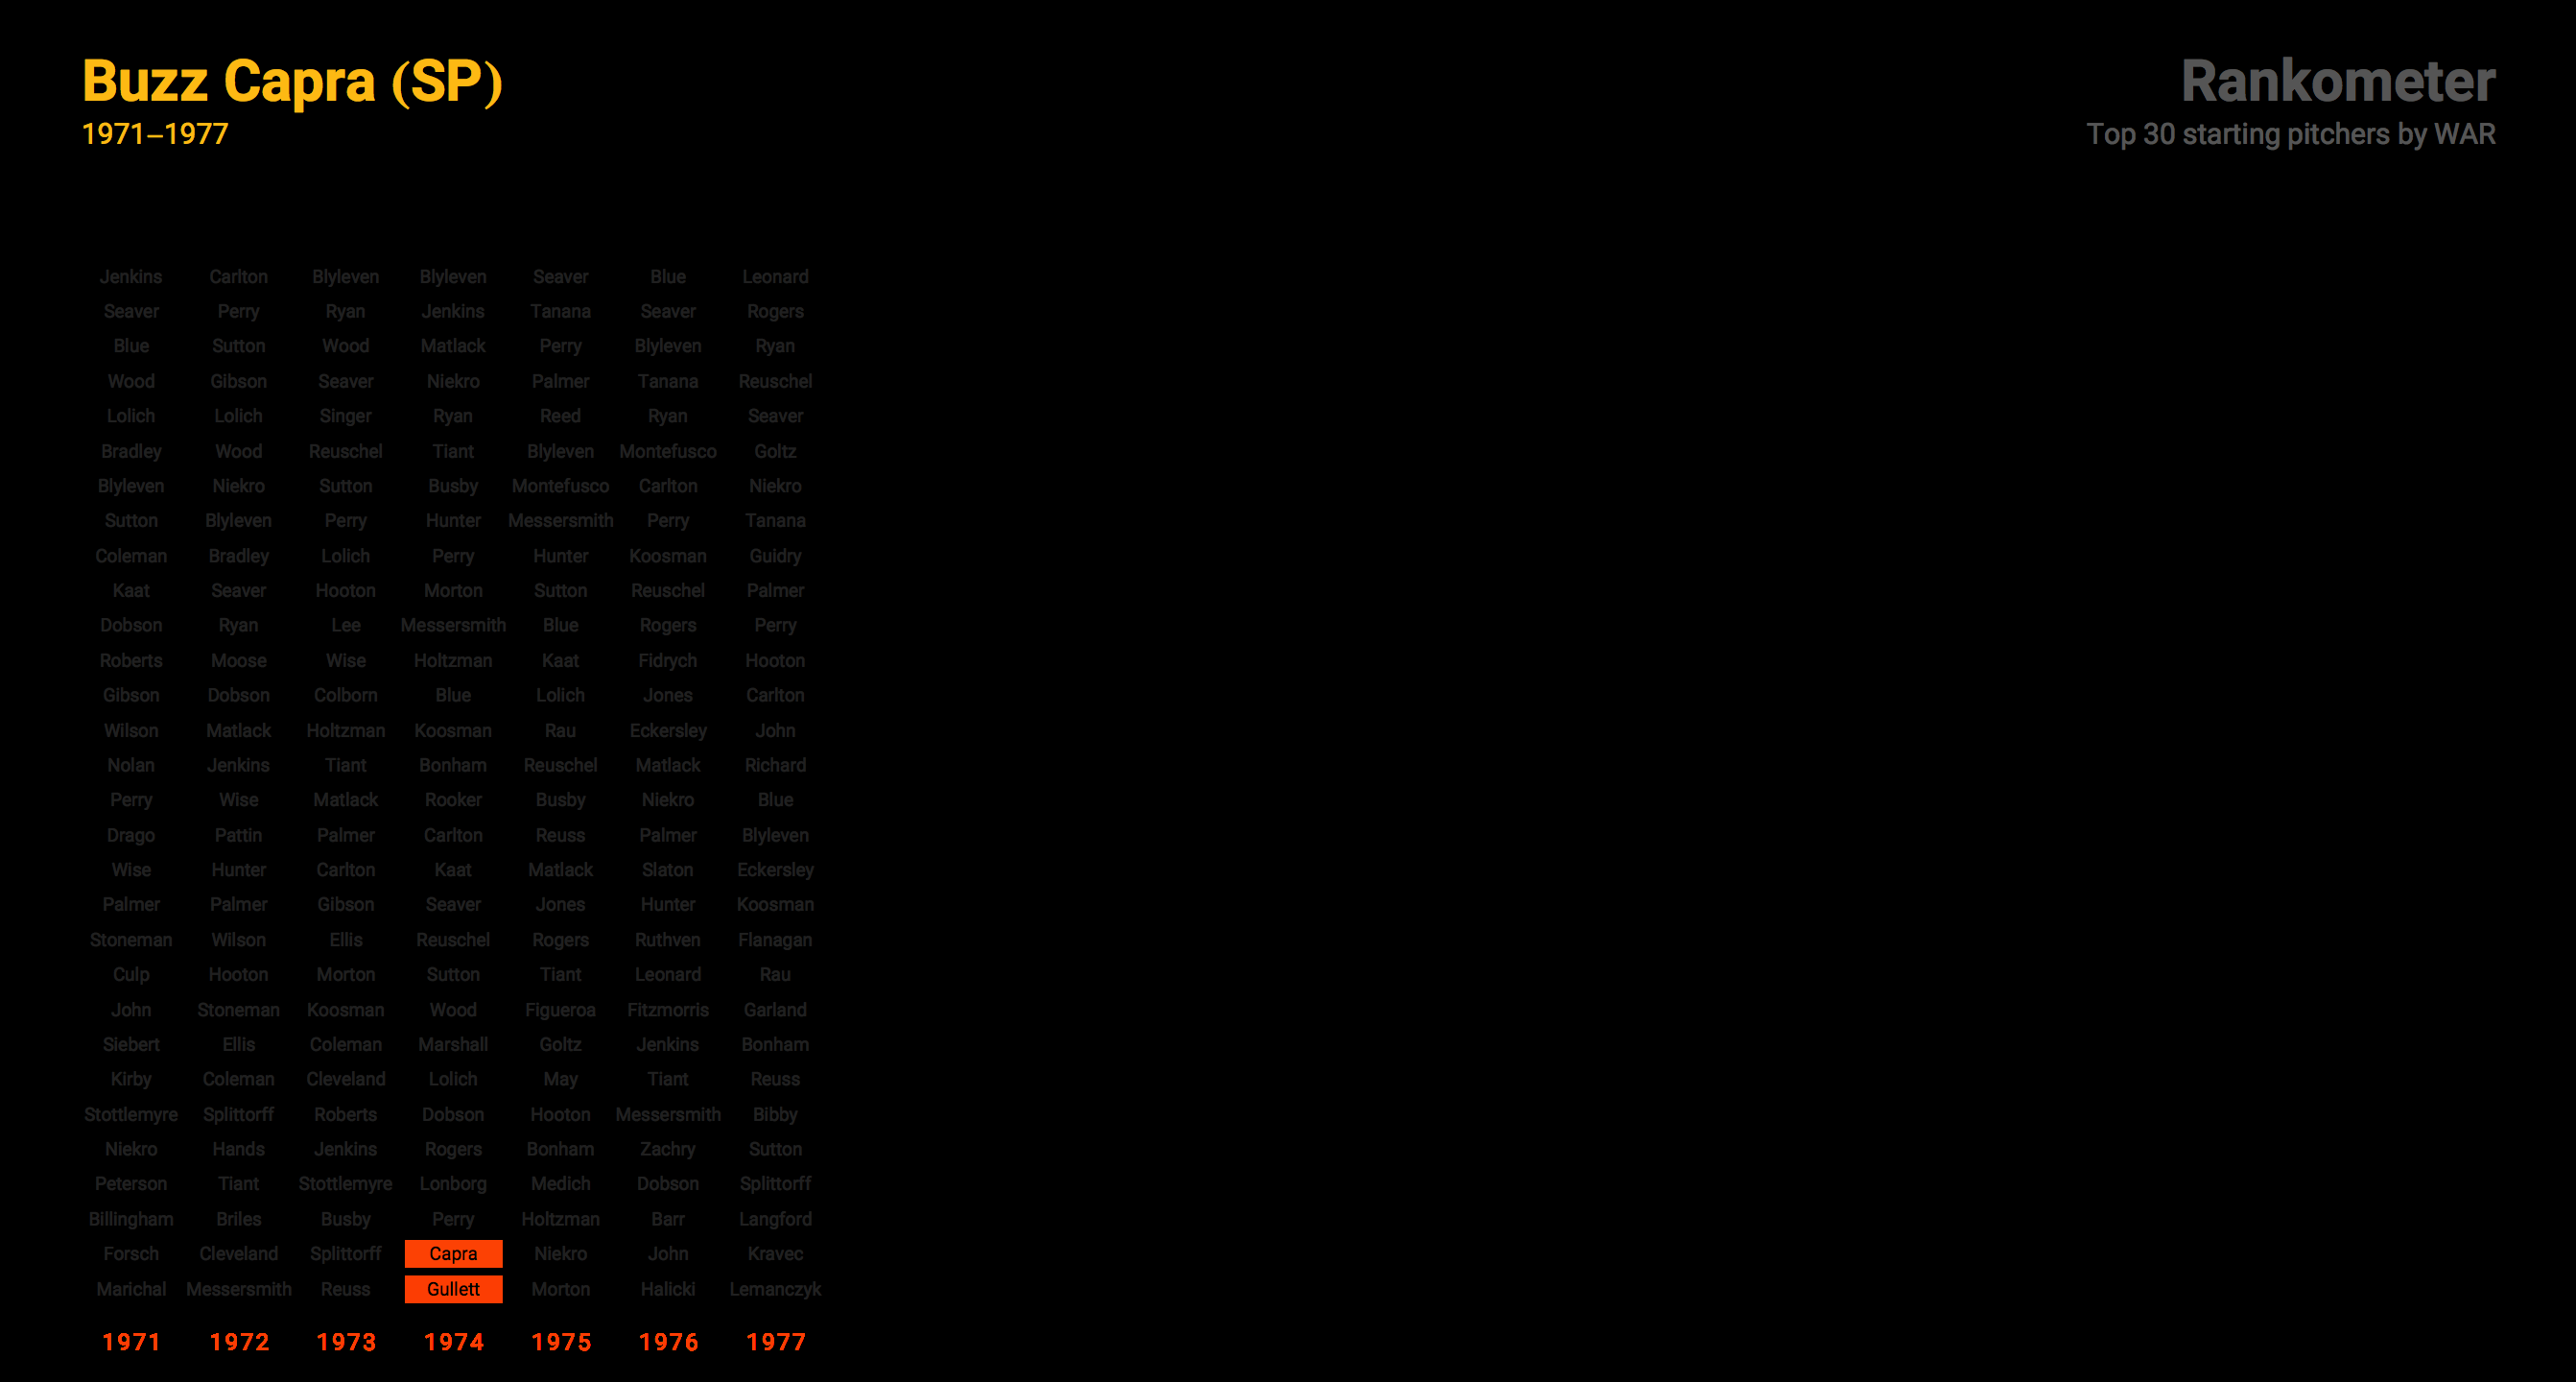 Buzz Capra (SP)
1971–1977
Rankometer
Top 30 starting pitchers by WAR
Jenkins Carlton Blyleven Blyleven Seaver Blue Leonard
Seaver Perry Ryan Jenkins Tanana Seaver Rogers
Blue Sutton Wood Matlack Perry Blyleven Ryan
Wood Gibson Seaver Niekro Palmer Tanana Reuschel
Lolich Lolich Singer Ryan Reed Ryan Seaver
Bradley Wood Reuschel Tiant Blyleven Montefusco Goltz
Blyleven Niekro Sutton Busby Montefusco Carlton Niekro
Sutton Blyleven Perry Hunter Messersmith Perry Tanana
Coleman Bradley Lolich Perry Hunter Koosman Guidry
Kaat Seaver Hooton Morton Sutton Reuschel Palmer
Dobson Ryan Lee Messersmith Blue Rogers Perry
Roberts Moose Wise Holtzman Kaat Fidrych Hooton
Gibson Dobson Colborn Blue Lolich Jones Carlton
Wilson Matlack Holtzman Koosman Rau Eckersley John
Nolan Jenkins Tiant Bonham Reuschel Matlack Richard
Perry Wise Matlack Rooker Busby Niekro Blue
Drago Pattin Palmer Carlton Reuss Palmer Blyleven
Wise Hunter Carlton Kaat Matlack Slaton Eckersley
Palmer Palmer Gibson Seaver Jones Hunter Koosman
Stoneman Wilson Ellis Reuschel Rogers Ruthven Flanagan
Culp Hooton Morton Sutton Tiant Leonard Rau
John Stoneman Koosman Wood Figueroa Fitzmorris Garland
Siebert Ellis Coleman Marshall Goltz Jenkins Bonham
Kirby Coleman Cleveland Lolich May Tiant Reuss
Stottlemyre Splittorff Roberts Dobson Hooton Messersmith Bibby
Niekro Hands Jenkins Rogers Bonham Zachry Sutton
Peterson Tiant Stottlemyre Lonborg Medich Dobson Splittorff
Billingham Briles Busby Perry Holtzman Barr Langford
Forsch Cleveland Splittorff Capra Niekro John Kravec
Marichal Messersmith Reuss Gullett Morton Halicki Lemanczyk
1971 1972 1973 1974 1975 1976 1977